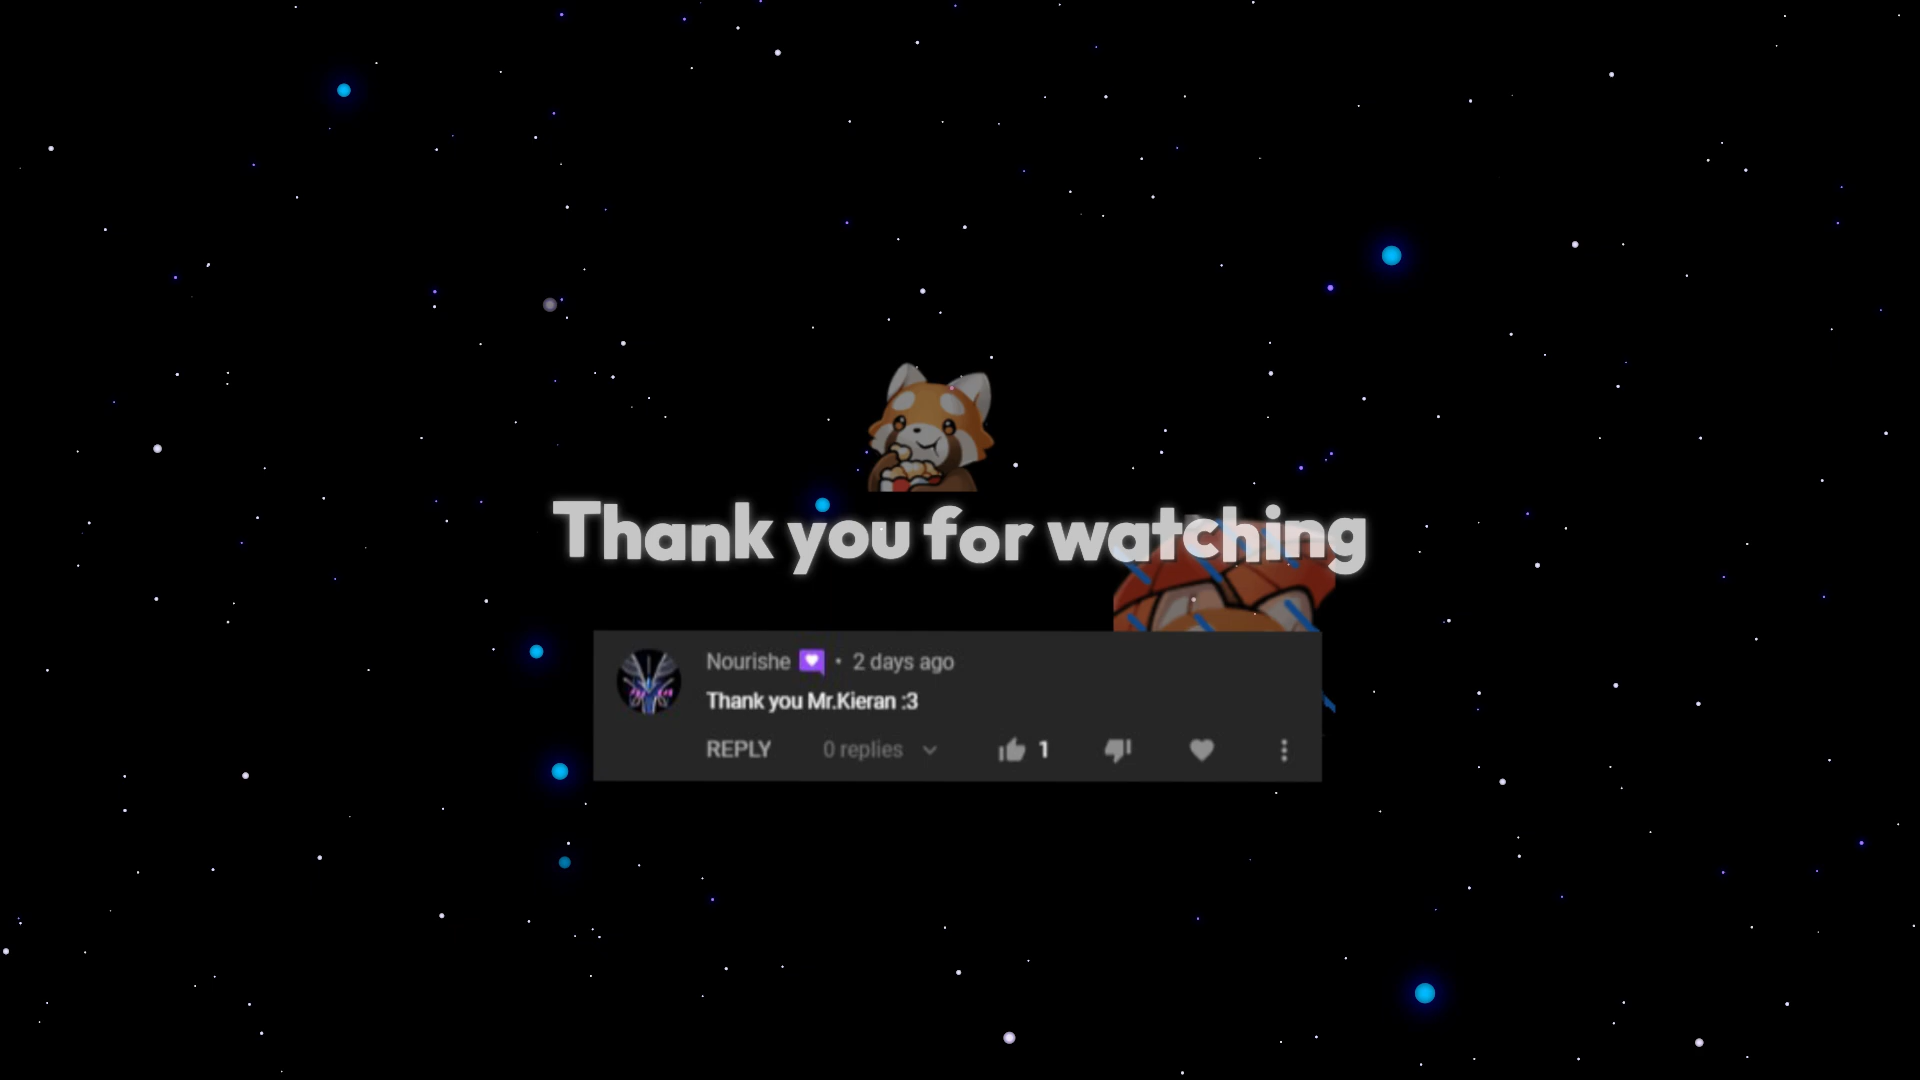 Thank you for watching
Nourishe • 2 days ago
Thank you Mr.Kieran :3
REPLY 0 replies 1